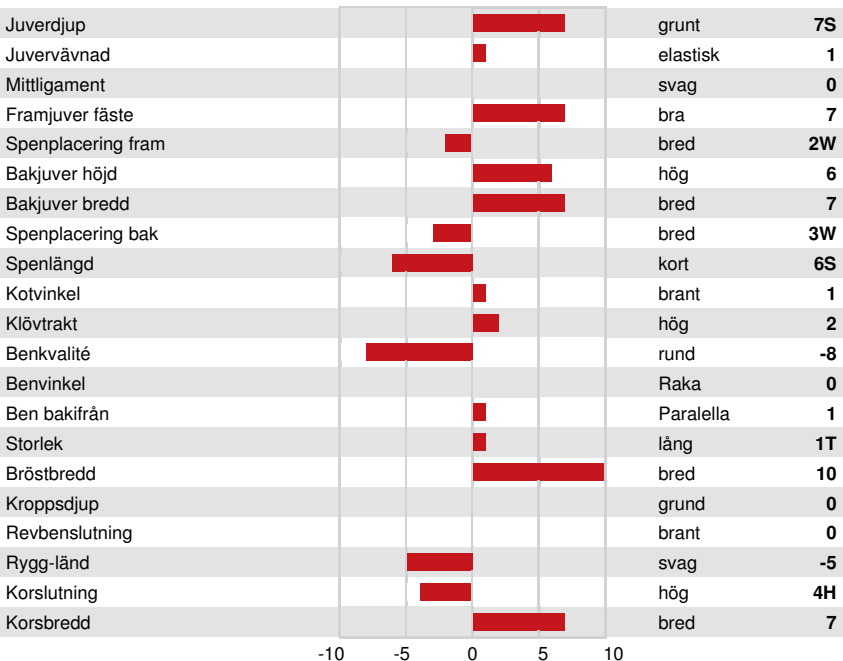 Juverdjup grunt 7S
Juvervävnad elastisk 1
Mittligament svag 0
Framjuver fäste bra 7
Spenplacering fram bred 2W
Bakjuver höjd hög 6
Bakjuver bredd bred 7
Spenplacering bak bred 3W
Spenlängd kort 6S
Kotvinkel brant 1
Klövtrakt hög 2
Benkvalité rund -8
Benvinkel Raka 0
Ben bakifrån Paralella 1
Storlek lång 1T
Bröstbredd bred 10
Kroppsdjup grund 0
Revbenslutning brant 0
Rygg-länd svag -5
Korslutning hög 4H
Korsbredd bred 7
-10 -5 0 5 10